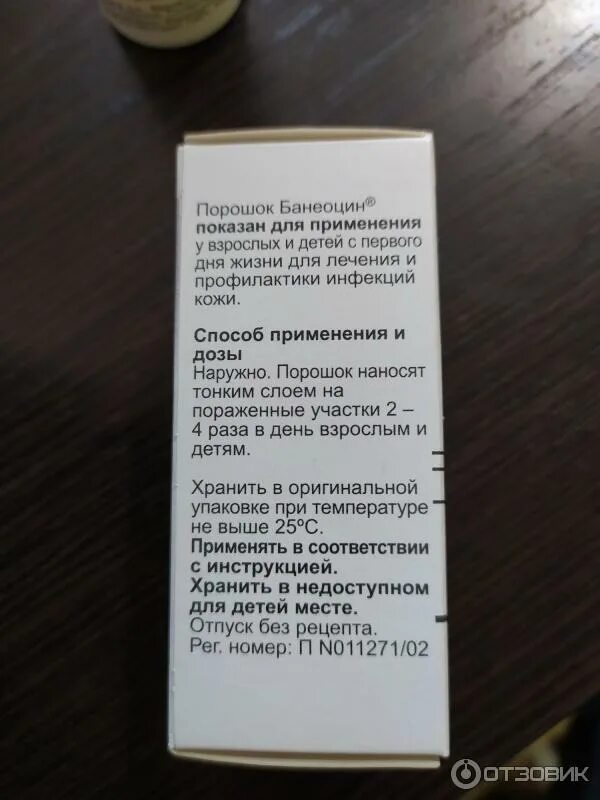 Порошок Банеоцин®
показан для применения
у взрослых и детей с первого
дня жизни для лечения и
профилактики инфекций
кожи.
Способ применения и
дозы
Наружно. Порошок наносят
тонким слоем на
пораженные участки 2 –
4 раза в день взрослым и
детям.
Хранить в оригинальной
упаковке при температуре
не выше 25ºC.
Применять в соответствии
с инструкцией.
Хранить в недоступном
для детей месте.
Отпуск без рецепта.
Рег. номер: П N011271/02
ОТЗОВИК